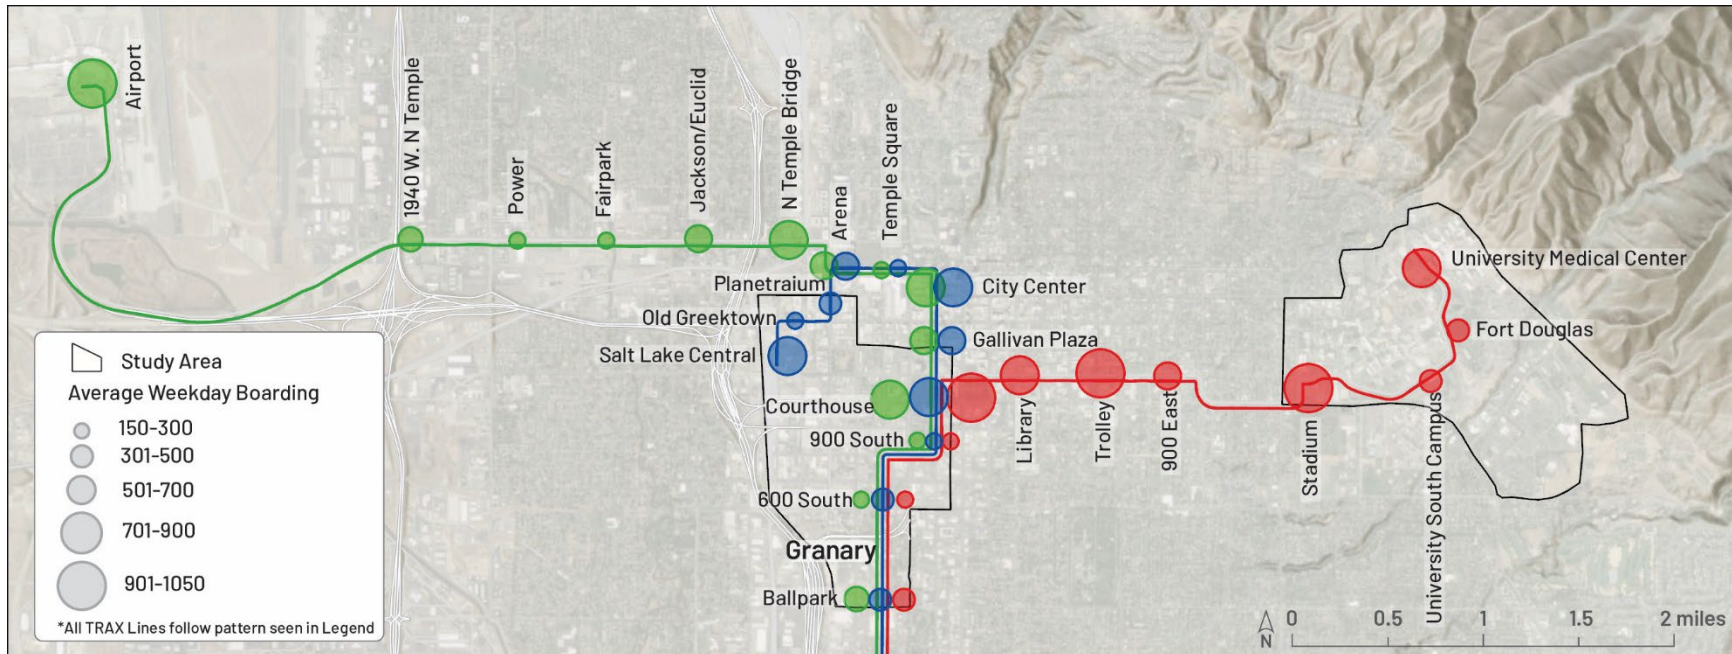 Airport
1940 W. N Temple
Power
Fairpark
Jackson/Euclid
N Temple Bridge
Arena
Temple Square
Planetraium
City Center
Old Greektown
Gallivan Plaza
Salt Lake Central
Courthouse
900 South
600 South
Granary
Ballpark
Library
Trolley
900 East
Stadium
University Medical Center
Fort Douglas
University South Campus
Study Area
Average Weekday Boarding
150-300
301-500
501-700
701-900
901-1050
*All TRAX Lines follow pattern seen in Legend
N
0 0.5 1 1.5 2 miles